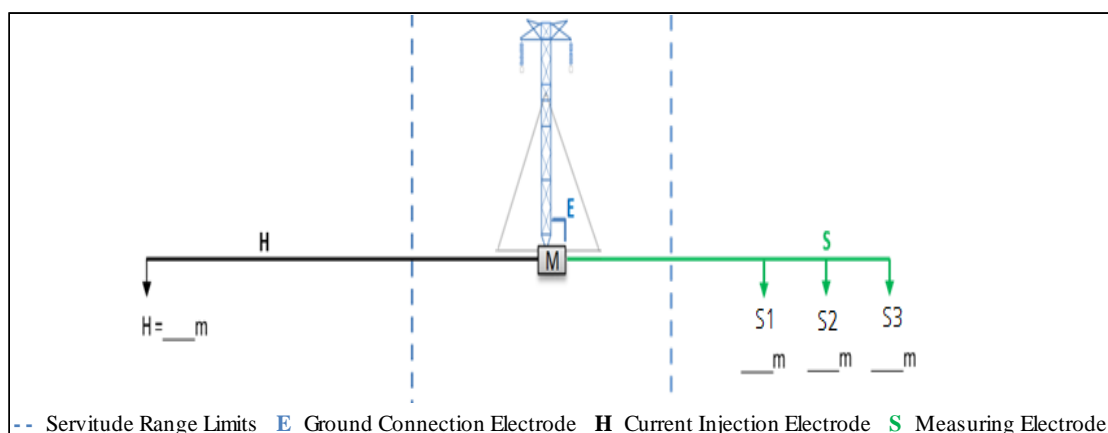 E
H
S
M
H =___m
S1 S2 S3
___m ___m ___m
-- Servitude Range Limits E Ground Connection Electrode H Current Injection Electrode S Measuring Electrode